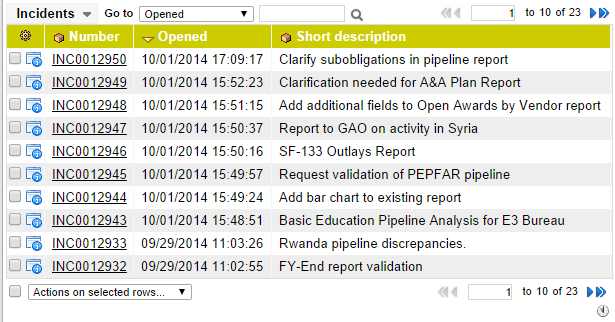 Incidents Go to Opened 1 to 10 of 23
Number Opened Short description
INC0012950 10/01/2014 17:09:17 Clarify subobligations in pipeline report
INC0012949 10/01/2014 15:52:23 Clarification needed for A&A Plan Report
INC0012948 10/01/2014 15:51:15 Add additional fields to Open Awards by Vendor report
INC0012947 10/01/2014 15:50:37 Report to GAO on activity in Syria
INC0012946 10/01/2014 15:50:16 SF-133 Outlays Report
INC0012945 10/01/2014 15:49:57 Request validation of PEPFAR pipeline
INC0012944 10/01/2014 15:49:24 Add bar chart to existing report
INC0012943 10/01/2014 15:48:51 Basic Education Pipeline Analysis for E3 Bureau
INC0012933 09/29/2014 11:03:26 Rwanda pipeline discrepancies.
INC0012932 09/29/2014 11:02:55 FY-End report validation
Actions on selected rows... 1 to 10 of 23